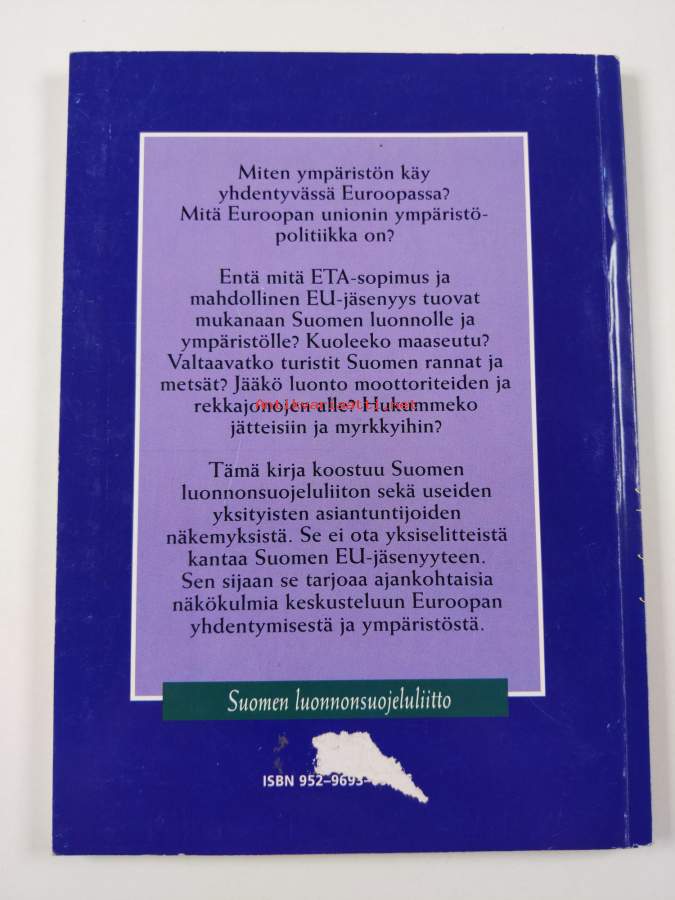 Miten ympäristön käy
yhdentyvässä Euroopassa?
Mitä Euroopan unionin ympäristö-
politiikka on?
Entä mitä ETA-sopimus ja
mahdollinen EU-jäsenyys tuovat
mukanaan Suomen luonnolle ja
ympäristölle? Kuoleeko maaseutu?
Valtaavatko turistit Suomen rannat ja
metsät? Jääkö luonto moottoriteiden ja
rekkajonojen alle? Hukummeko
jätteisiin ja myrkkyihin?
Antikvariaatti.net
Tämä kirja koostuu Suomen
luonnonsuojeluliiton sekä useiden
yksityisten asiantuntijoiden
näkemyksistä. Se ei ota yksiselitteistä
kantaa Suomen EU-jäsenyyteen.
Sen sijaan se tarjoaa ajankohtaisia
näkökulmia keskusteluun Euroopan
yhdentymisestä ja ympäristöstä.
Suomen luonnonsuojeluliitto
ISBN 952-9693-